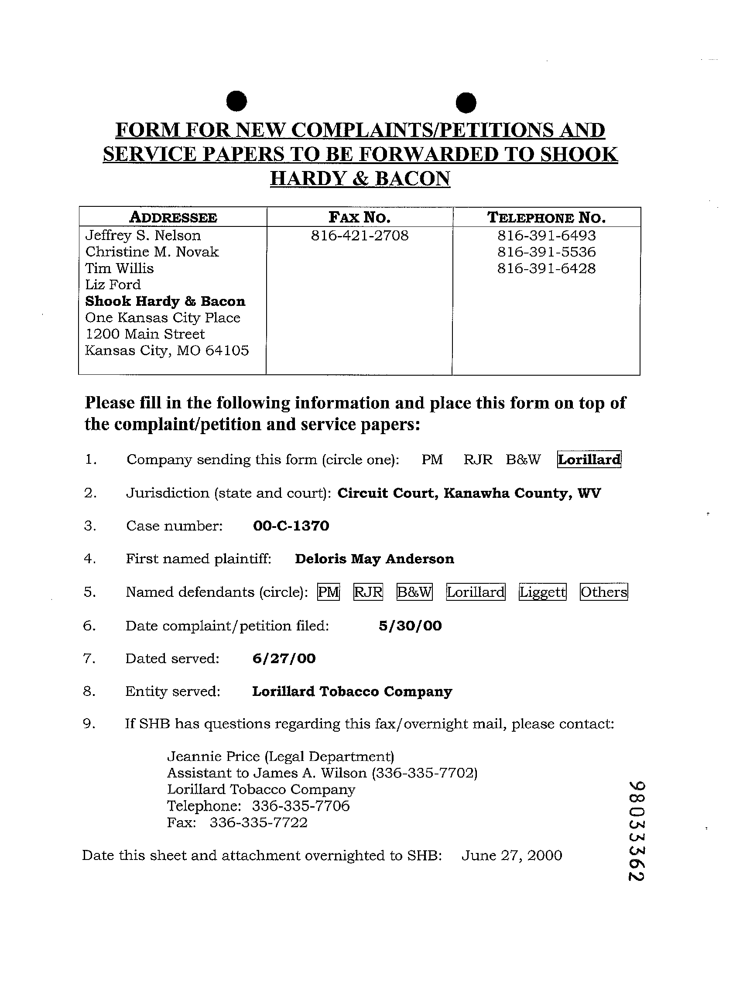 FORM FOR NEW COMPLAINTS/PETITIONS AND
SERVICE PAPERS TO BE FORWARDED TO SHOOK
HARDY & BACON
ADDRESSEE FAX NO. TELEPHONE NO.
Jeffrey S. Nelson 816-421-2708 816-391-6493
Christine M. Novak 816-391-5536
Tim Willis 816-391-6428
Liz Ford
Shook Hardy & Bacon
One Kansas City Place
1200 Main Street
Kansas City, MO 64105
Please fill in the following information and place this form on top of
the complaint/petition and service papers:
1. Company sending this form (circle one): PM RJR B&W Lorillard
2. Jurisdiction (state and court): Circuit Court, Kanawha County, WV
3. Case number: 00-C-1370
4. First named plaintiff: Deloris May Anderson
5. Named defendants (circle): PM RJR B&W Lorillard Liggett Others
6. Date complaint/petition filed: 5/30/00
7. Dated served: 6/27/00
8. Entity served: Lorillard Tobacco Company
9. If SHB has questions regarding this fax/overnight mail, please contact:
Jeannie Price (Legal Department)
Assistant to James A. Wilson (336-335-7702)
Lorillard Tobacco Company
Telephone: 336-335-7706
Fax: 336-335-7722
Date this sheet and attachment overnighted to SHB: June 27, 2000
98033362